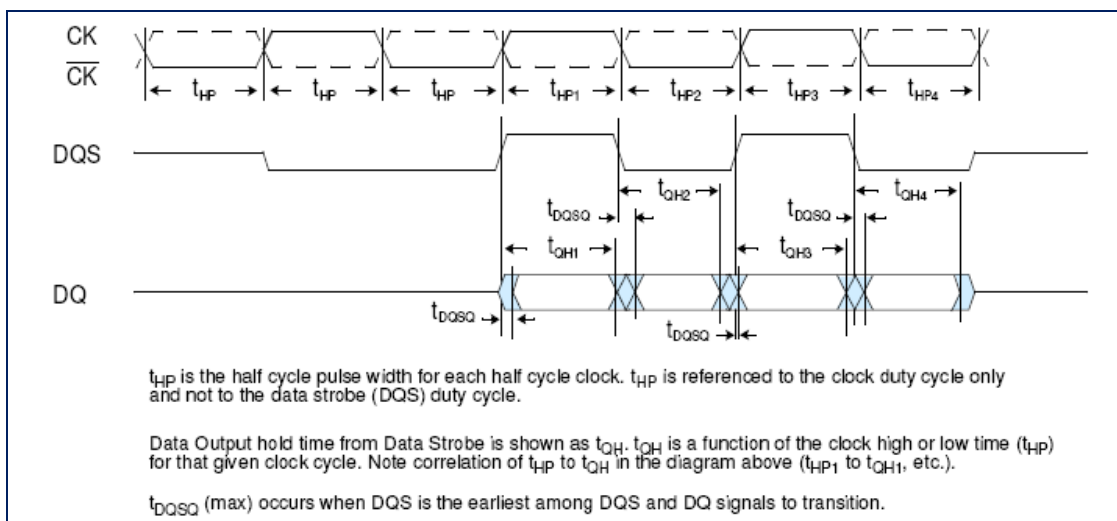 CK
CK
tHP tHP tHP tHP1 tHP2 tHP3 tHP4
DQS
tQH2 tQH4
tDQSQ tDQSQ
tQH1 tQH3
DQ
tDQSQ tDQSQ
tHP is the half cycle pulse width for each half cycle clock. tHP is referenced to the clock duty cycle only
and not to the data strobe (DQS) duty cycle.
Data Output hold time from Data Strobe is shown as tQH. tQH is a function of the clock high or low time (tHP)
for that given clock cycle. Note correlation of tHP to tQH in the diagram above (tHP1 to tQH1, etc.).
tDQSQ (max) occurs when DQS is the earliest among DQS and DQ signals to transition.